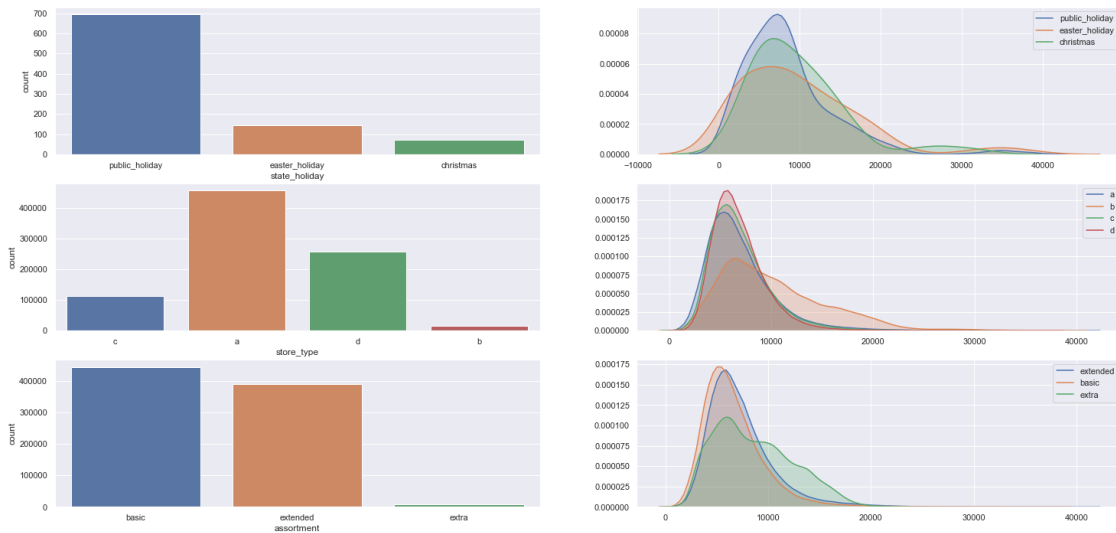 700
600
500
400
300
200
100
0
count
public_holiday easter_holiday christmas
state_holiday
0.00008
0.00006
0.00004
0.00002
0.00000
−10000 0 10000 20000 30000 40000
public_holiday
easter_holiday
christmas
400000
300000
200000
100000
0
count
c a d b
store_type
0.000175
0.000150
0.000125
0.000100
0.000075
0.000050
0.000025
0.000000
0 10000 20000 30000 40000
a
b
c
d
400000
300000
200000
100000
0
count
basic extended extra
assortment
0.000175
0.000150
0.000125
0.000100
0.000075
0.000050
0.000025
0.000000
0 10000 20000 30000 40000
extended
basic
extra